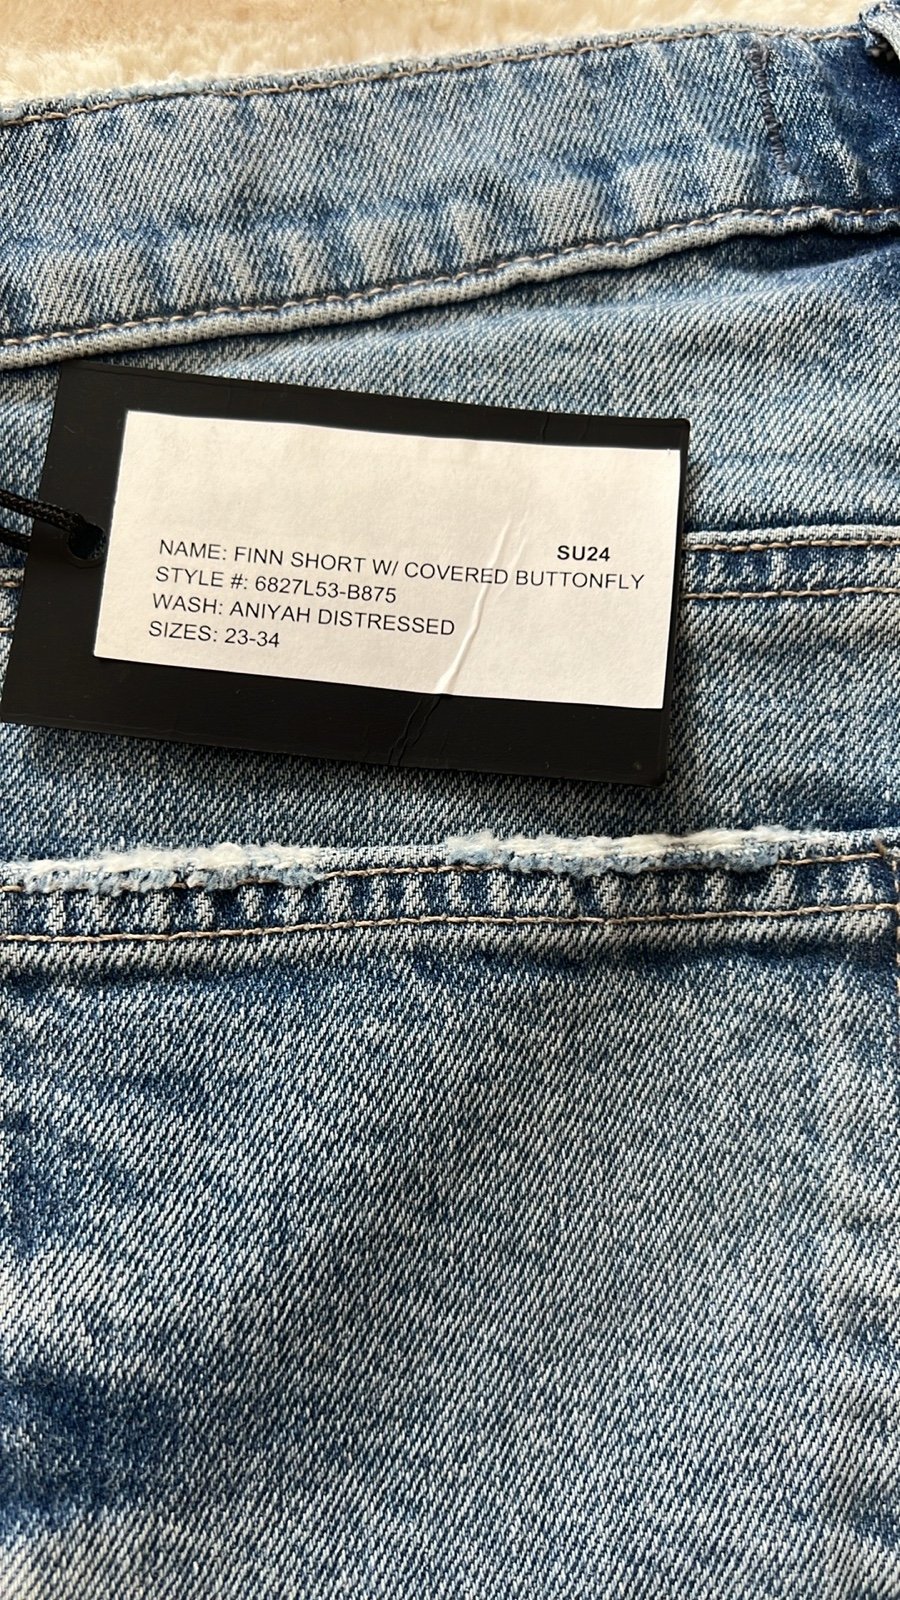 SU24
NAME: FINN SHORT W/ COVERED BUTTONFLY
STYLE #: 6827L53-B875
WASH: ANIYAH DISTRESSED
SIZES: 23-34